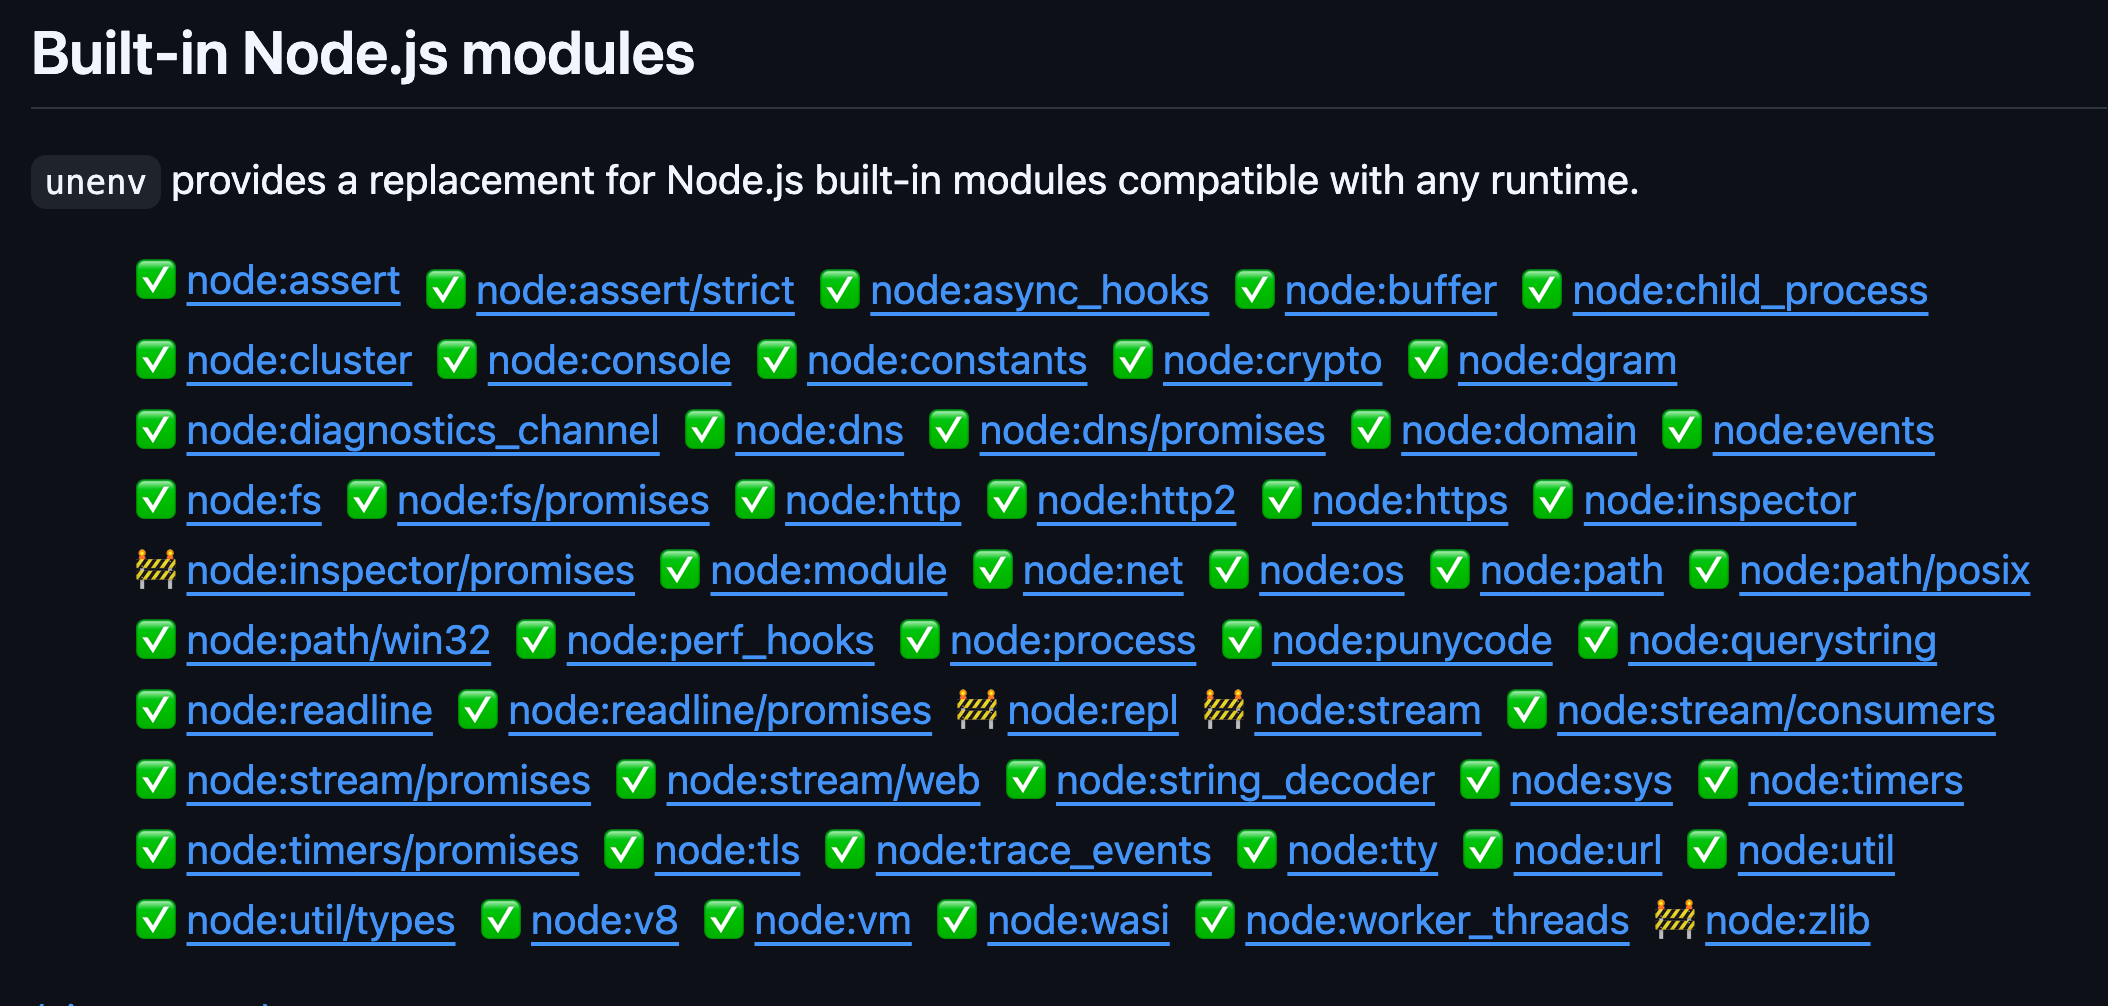 Built-in Node.js modules
unenv provides a replacement for Node.js built-in modules compatible with any runtime.
✅ node:assert ✅ node:assert/strict ✅ node:async_hooks ✅ node:buffer ✅ node:child_process
✅ node:cluster ✅ node:console ✅ node:constants ✅ node:crypto ✅ node:dgram
✅ node:diagnostics_channel ✅ node:dns ✅ node:dns/promises ✅ node:domain ✅ node:events
✅ node:fs ✅ node:fs/promises ✅ node:http ✅ node:http2 ✅ node:https ✅ node:inspector
🚧 node:inspector/promises ✅ node:module ✅ node:net ✅ node:os ✅ node:path ✅ node:path/posix
✅ node:path/win32 ✅ node:perf_hooks ✅ node:process ✅ node:punycode ✅ node:querystring
✅ node:readline ✅ node:readline/promises 🚧 node:repl 🚧 node:stream ✅ node:stream/consumers
✅ node:stream/promises ✅ node:stream/web ✅ node:string_decoder ✅ node:sys ✅ node:timers
✅ node:timers/promises ✅ node:tls ✅ node:trace_events ✅ node:tty ✅ node:url ✅ node:util
✅ node:util/types ✅ node:v8 ✅ node:vm ✅ node:wasi ✅ node:worker_threads 🚧 node:zlib